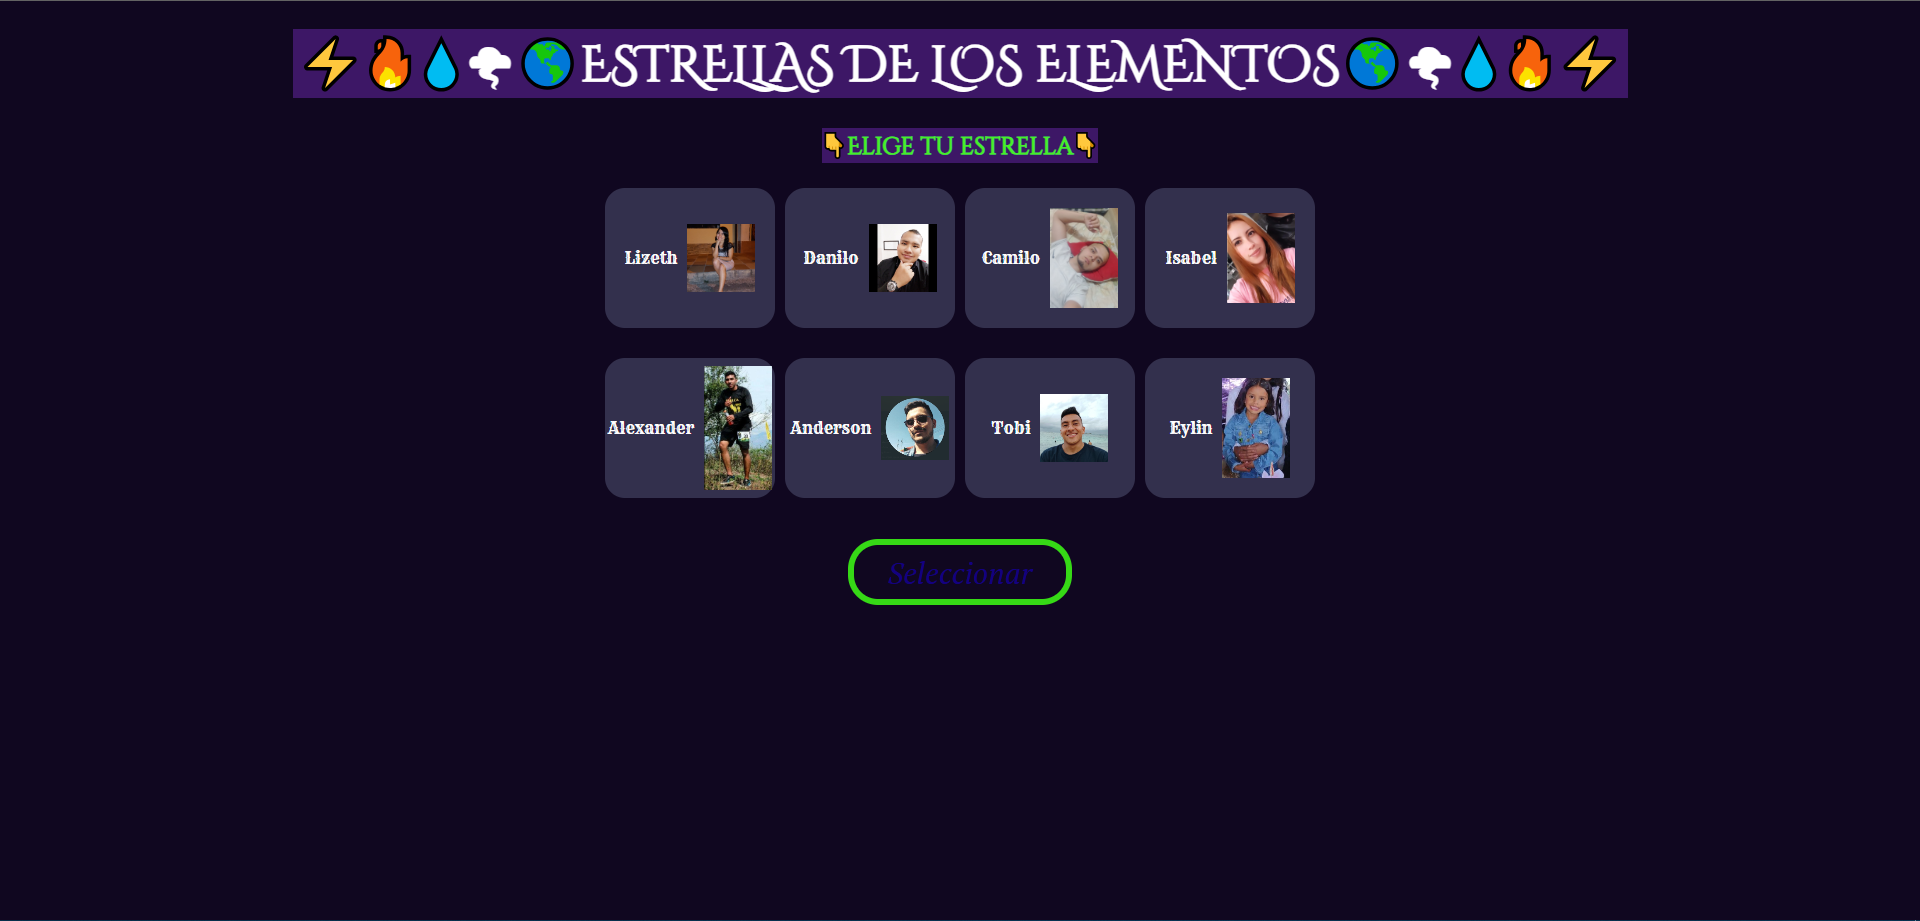 ⚡🔥💧🌪🌎ESTRELLAS DE LOS ELEMENTOS🌎🌪💧🔥⚡
👇ELIGE TU ESTRELLA👇
Lizeth
Danilo
Camilo
Isabel
Alexander
Anderson
Tobi
Eylin
Seleccionar